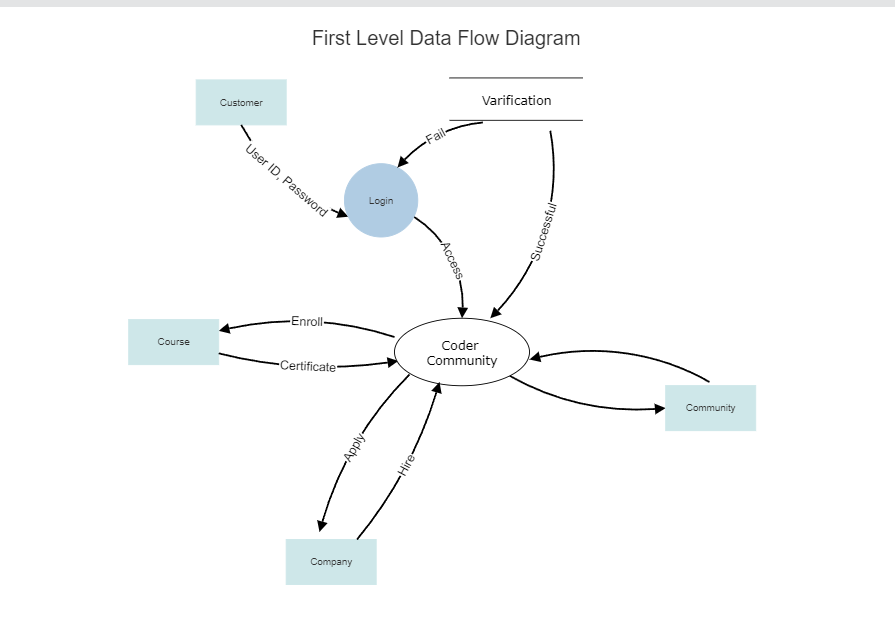 First Level Data Flow Diagram
Customer
Varification
Fail
User ID, Password
Login
Successful
Access
Enroll
Course
Coder
Community
Certificate
Community
Apply
Hire
Company